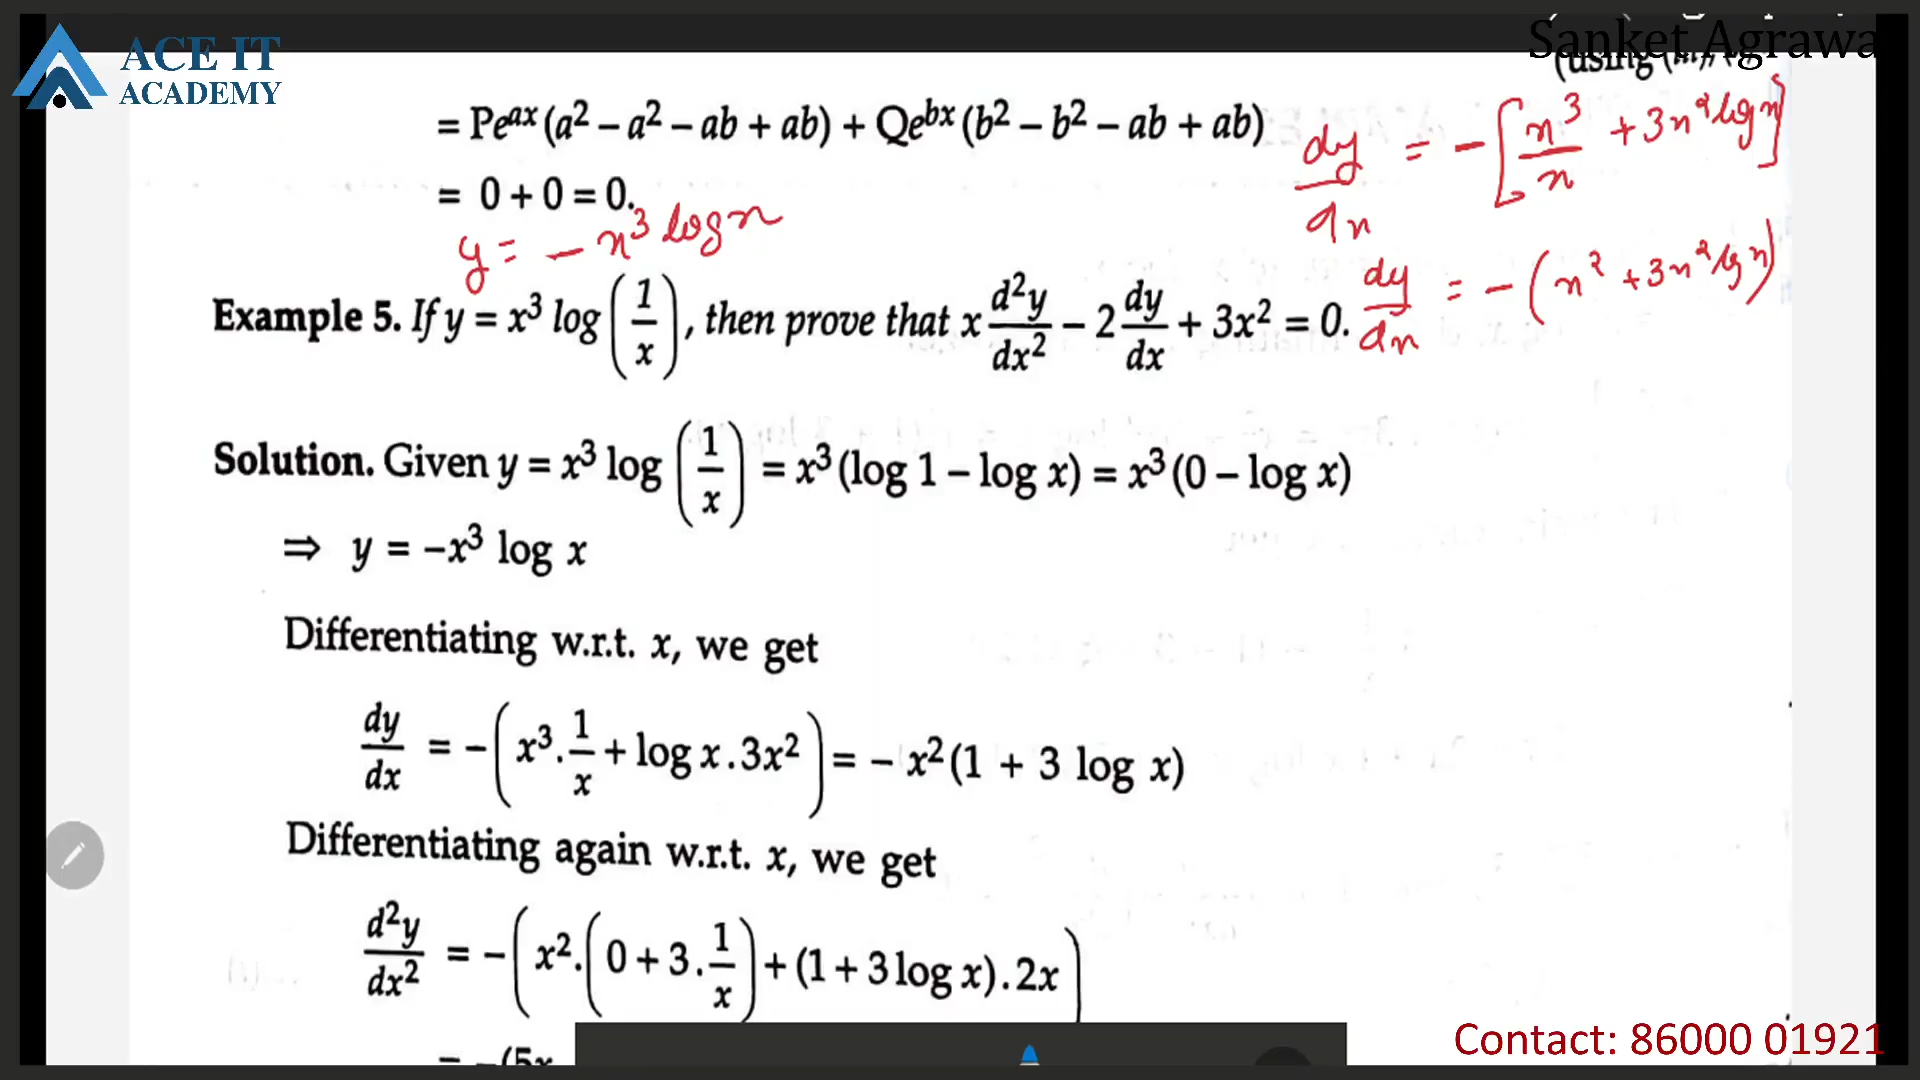 ACE IT
ACADEMY
Sanket Agrawa
(using
= Pe^{ax} (a² – a² – ab + ab) + Qe^{bx} (b² – b² – ab + ab)
= 0 + 0 = 0.
dy/dx = – [x³/x + 3x² log x]
y = – x³ log x
dy/dx = – (x² + 3x² log x)
Example 5. If y = x³ log (1/x), then prove that x d²y/dx² – 2 dy/dx + 3x² = 0.
Solution. Given y = x³ log (1/x) = x³ (log 1 – log x) = x³ (0 – log x)
⇒ y = –x³ log x
Differentiating w.r.t. x, we get
dy/dx = – (x³ . 1/x + log x . 3x²) = – x² (1 + 3 log x)
Differentiating again w.r.t. x, we get
d²y/dx² = – (x² . (0 + 3 . 1/x) + (1 + 3 log x) . 2x)
= – (5x
Contact: 86000 01921